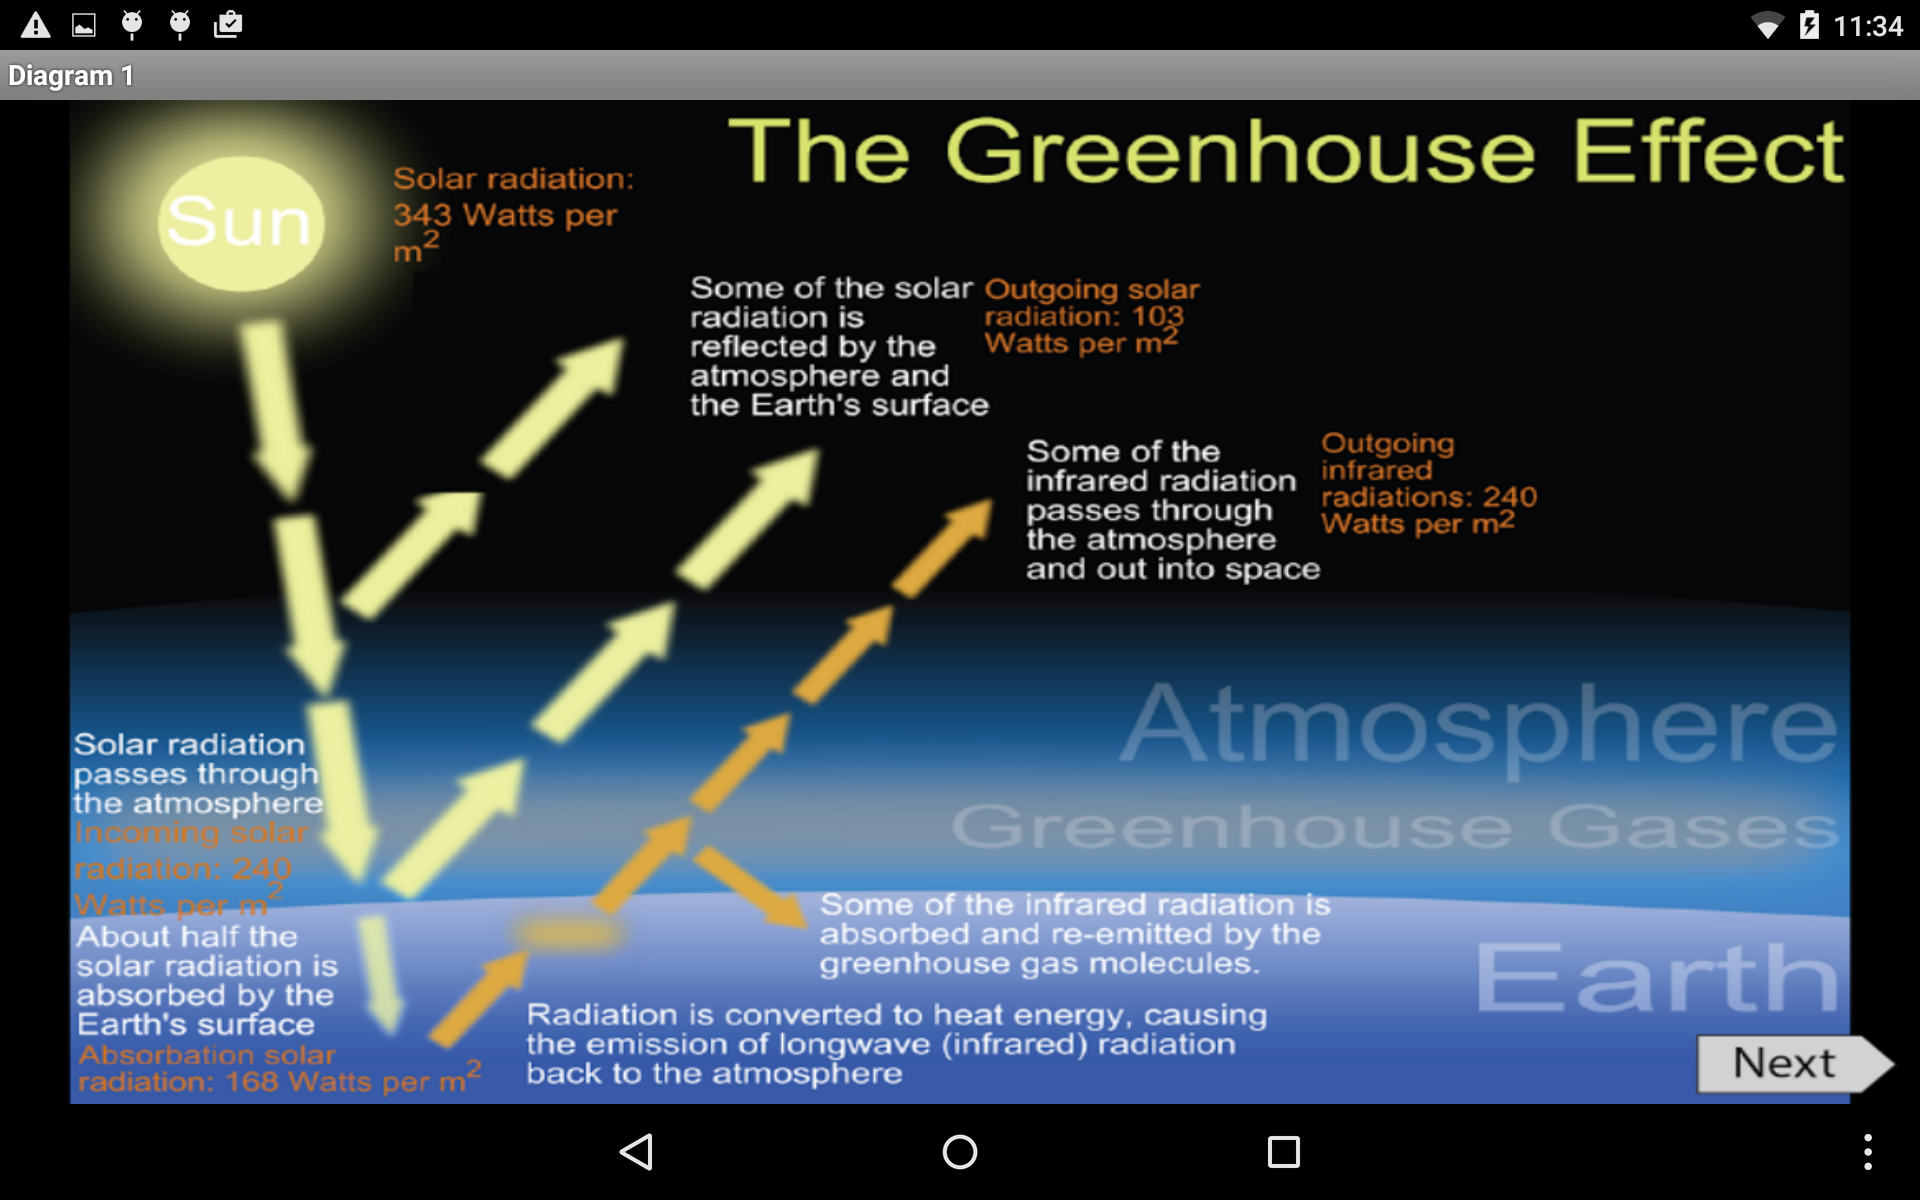 11:34
Diagram 1
The Greenhouse Effect
Sun
Solar radiation:
343 Watts per
m²
Some of the solar
radiation is
reflected by the
atmosphere and
the Earth's surface
Outgoing solar
radiation: 103
Watts per m²
Some of the
infrared radiation
passes through
the atmosphere
and out into space
Outgoing
infrared
radiations: 240
Watts per m²
Atmosphere
Greenhouse Gases
Solar radiation
passes through
the atmosphere
Incoming solar
radiation: 240
Watts per m²
About half the
solar radiation is
absorbed by the
Earth's surface
Absorbation solar
radiation: 168 Watts per m²
Some of the infrared radiation is
absorbed and re-emitted by the
greenhouse gas molecules.
Radiation is converted to heat energy, causing
the emission of longwave (infrared) radiation
back to the atmosphere
Earth
Next